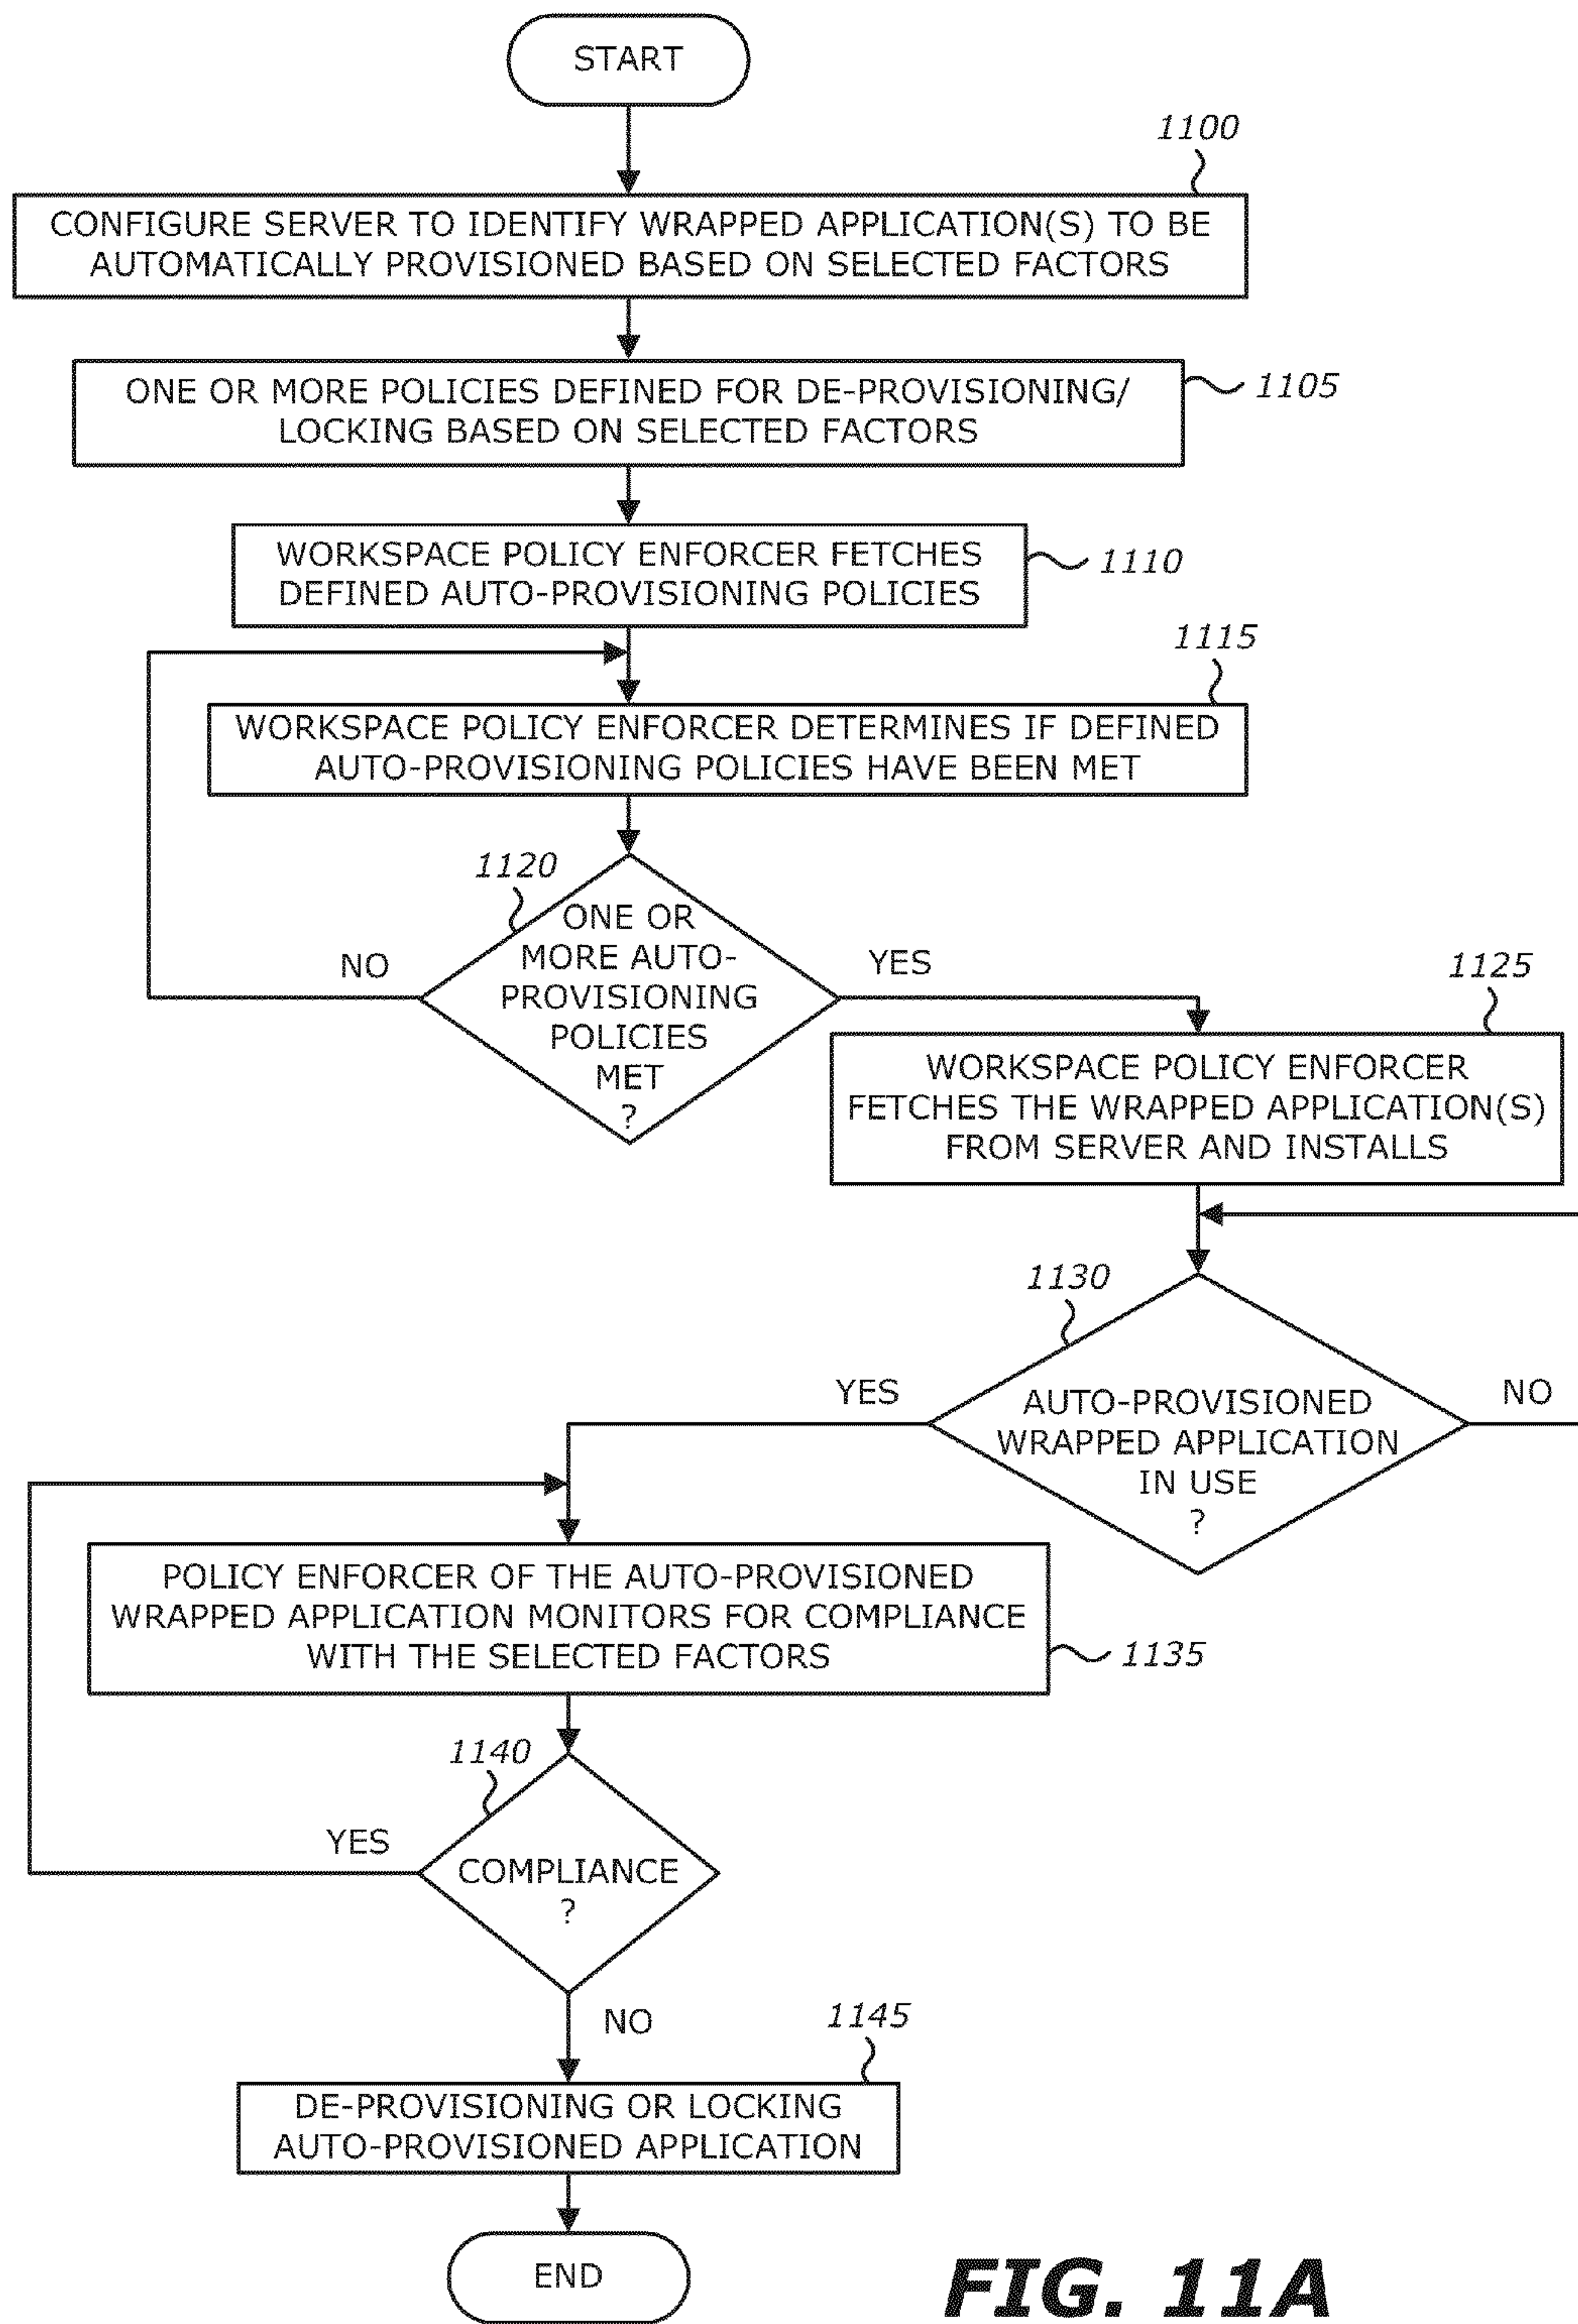 START
1100
CONFIGURE SERVER TO IDENTIFY WRAPPED APPLICATION(S) TO BE
AUTOMATICALLY PROVISIONED BASED ON SELECTED FACTORS
ONE OR MORE POLICIES DEFINED FOR DE-PROVISIONING/
LOCKING BASED ON SELECTED FACTORS
1105
WORKSPACE POLICY ENFORCER FETCHES
DEFINED AUTO-PROVISIONING POLICIES
1110
1115
WORKSPACE POLICY ENFORCER DETERMINES IF DEFINED
AUTO-PROVISIONING POLICIES HAVE BEEN MET
1120
ONE OR
MORE AUTO-
PROVISIONING
POLICIES
MET
?
NO
YES
1125
WORKSPACE POLICY ENFORCER
FETCHES THE WRAPPED APPLICATION(S)
FROM SERVER AND INSTALLS
1130
AUTO-PROVISIONED
WRAPPED APPLICATION
IN USE
?
YES
NO
POLICY ENFORCER OF THE AUTO-PROVISIONED
WRAPPED APPLICATION MONITORS FOR COMPLIANCE
WITH THE SELECTED FACTORS
1135
1140
COMPLIANCE
?
YES
NO
1145
DE-PROVISIONING OR LOCKING
AUTO-PROVISIONED APPLICATION
END
FIG. 11A